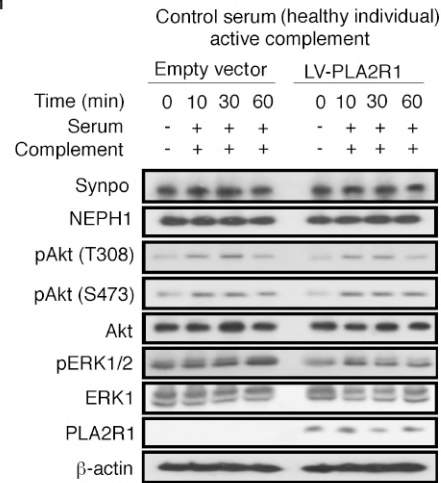 Control serum (healthy individual)
active complement
Empty vector LV-PLA2R1
Time (min) 0 10 30 60 0 10 30 60
Serum - + + + - + + +
Complement - + + + - + + +
Synpo
NEPH1
pAkt (T308)
pAkt (S473)
Akt
pERK1/2
ERK1
PLA2R1
β-actin